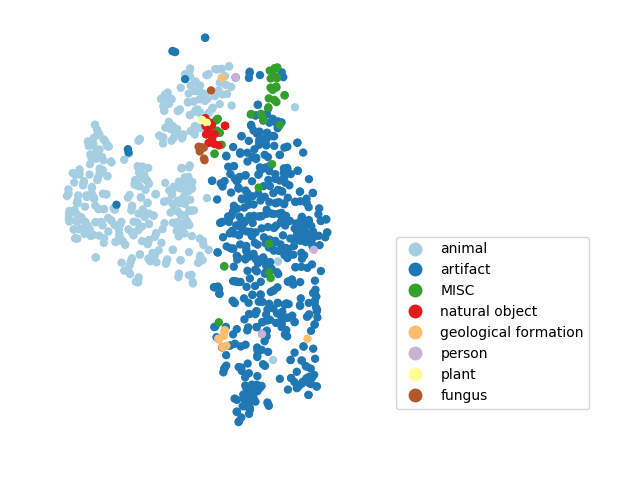 animal
artifact
MISC
natural object
geological formation
person
plant
fungus